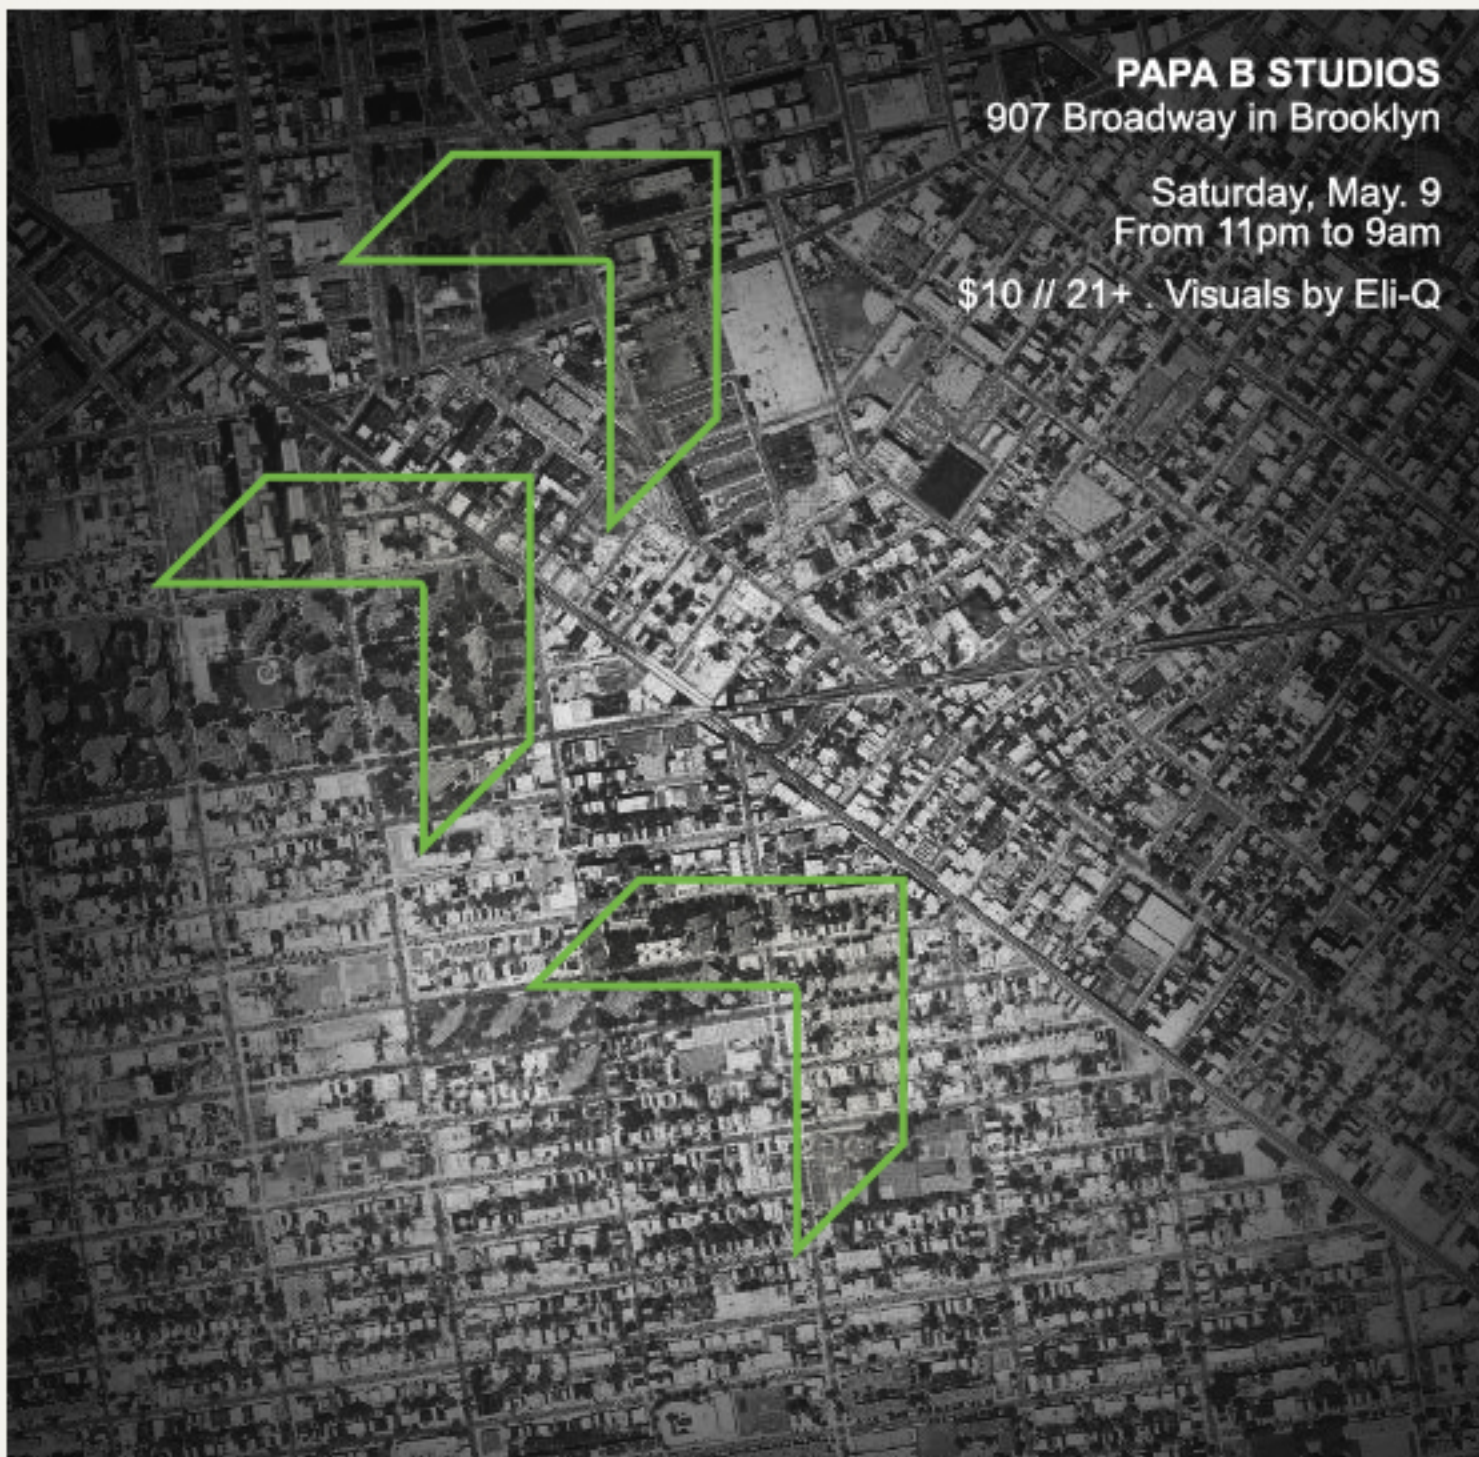 PAPA B STUDIOS
907 Broadway in Brooklyn
Saturday, May. 9
From 11pm to 9am
$10 // 21+ . Visuals by Eli-Q